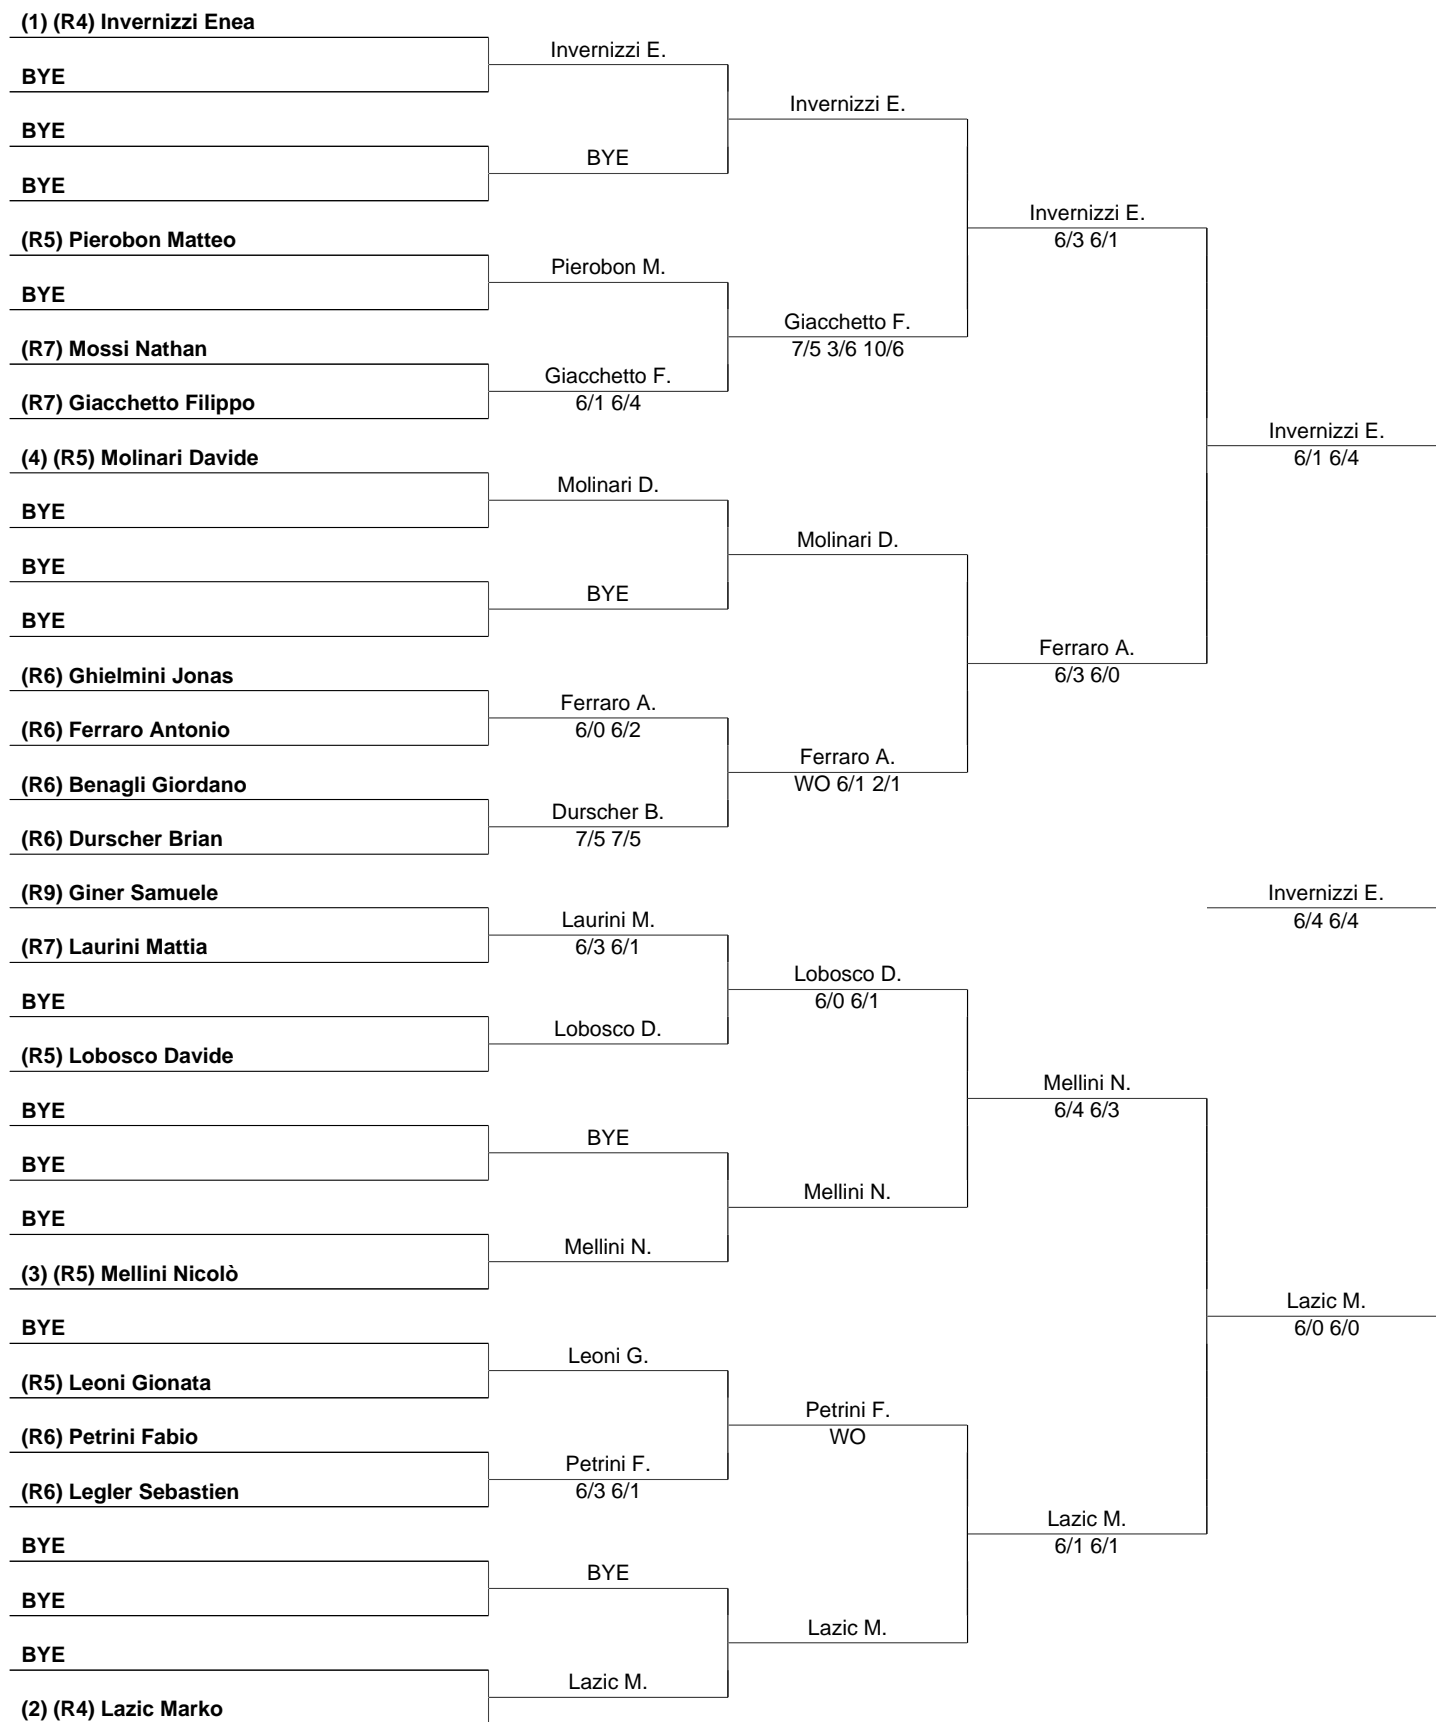 (1) (R4) Invernizzi Enea
BYE
BYE
BYE
(R5) Pierobon Matteo
BYE
(R7) Mossi Nathan
(R7) Giacchetto Filippo
(4) (R5) Molinari Davide
BYE
BYE
BYE
(R6) Ghielmini Jonas
(R6) Ferraro Antonio
(R6) Benagli Giordano
(R6) Durscher Brian
(R9) Giner Samuele
(R7) Laurini Mattia
BYE
(R5) Lobosco Davide
BYE
BYE
BYE
(3) (R5) Mellini Nicolò
BYE
(R5) Leoni Gionata
(R6) Petrini Fabio
(R6) Legler Sebastien
BYE
BYE
BYE
(2) (R4) Lazic Marko
Invernizzi E.
BYE
Pierobon M.
Giacchetto F.
6/1 6/4
Molinari D.
BYE
Ferraro A.
6/0 6/2
Durscher B.
7/5 7/5
Laurini M.
6/3 6/1
Lobosco D.
BYE
Mellini N.
Leoni G.
Petrini F.
6/3 6/1
BYE
Lazic M.
Invernizzi E.
Giacchetto F.
7/5 3/6 10/6
Molinari D.
Ferraro A.
WO 6/1 2/1
Lobosco D.
6/0 6/1
Mellini N.
Petrini F.
WO
Lazic M.
Invernizzi E.
6/3 6/1
Ferraro A.
6/3 6/0
Mellini N.
6/4 6/3
Lazic M.
6/1 6/1
Invernizzi E.
6/1 6/4
Invernizzi E.
6/4 6/4
Lazic M.
6/0 6/0